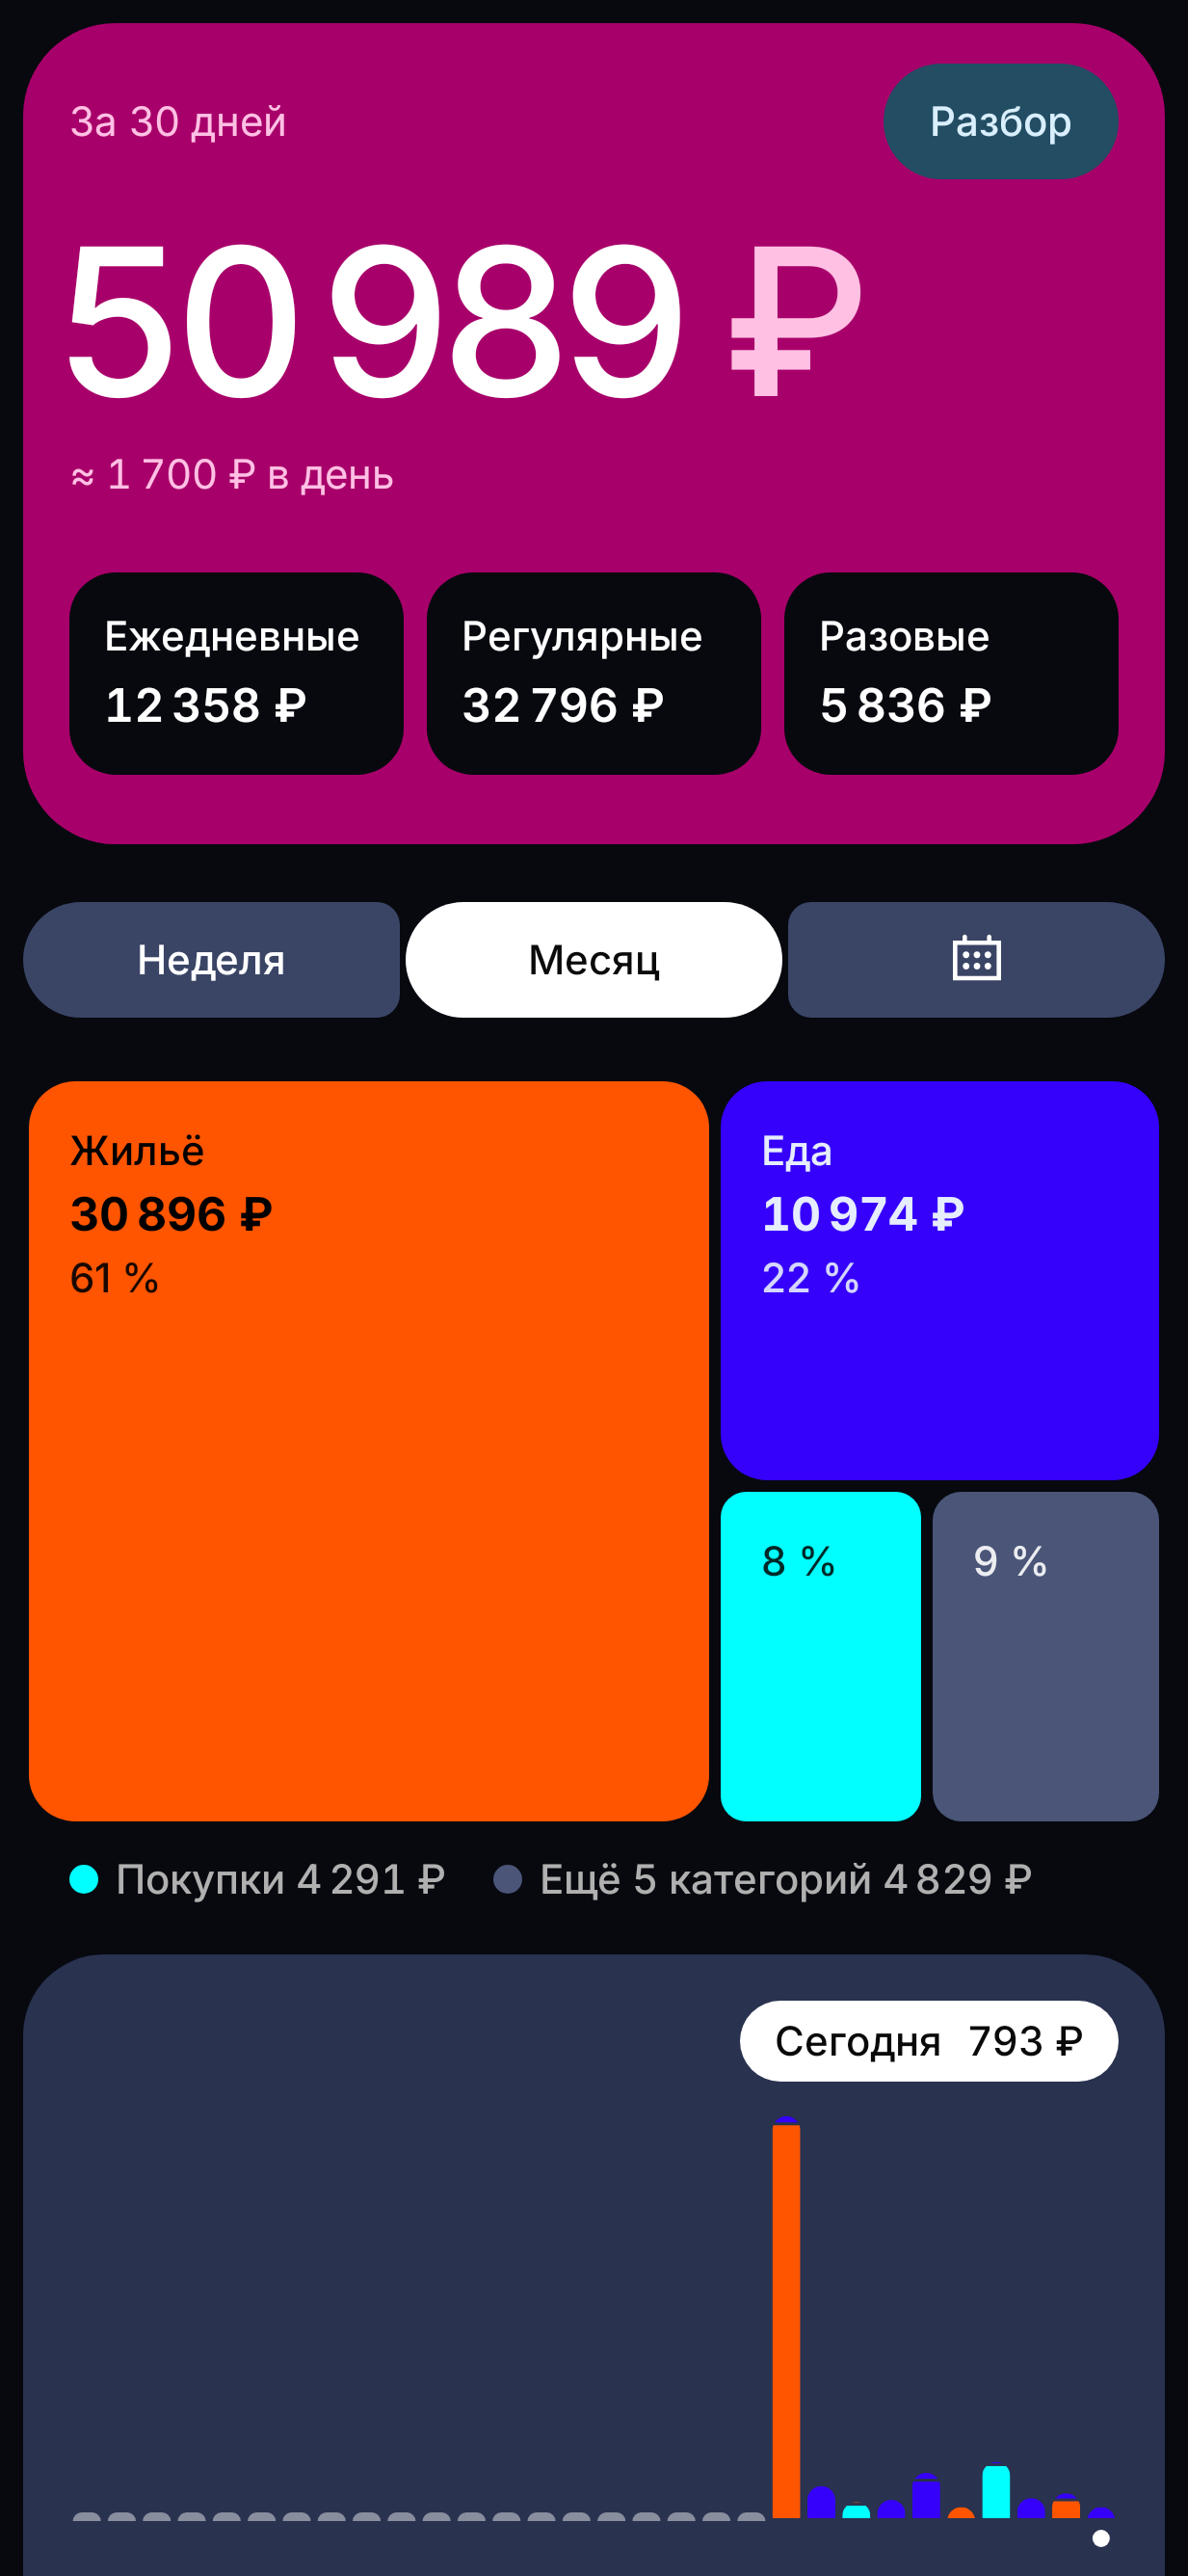 За 30 дней
Разбор
50 989 ₽
≈ 1 700 ₽ в день
Ежедневные
12 358 ₽
Регулярные
32 796 ₽
Разовые
5 836 ₽
Неделя
Месяц
Жильё
30 896 ₽
61 %
Еда
10 974 ₽
22 %
8 %
9 %
Покупки 4 291 ₽
Ещё 5 категорий 4 829 ₽
Сегодня 793 ₽